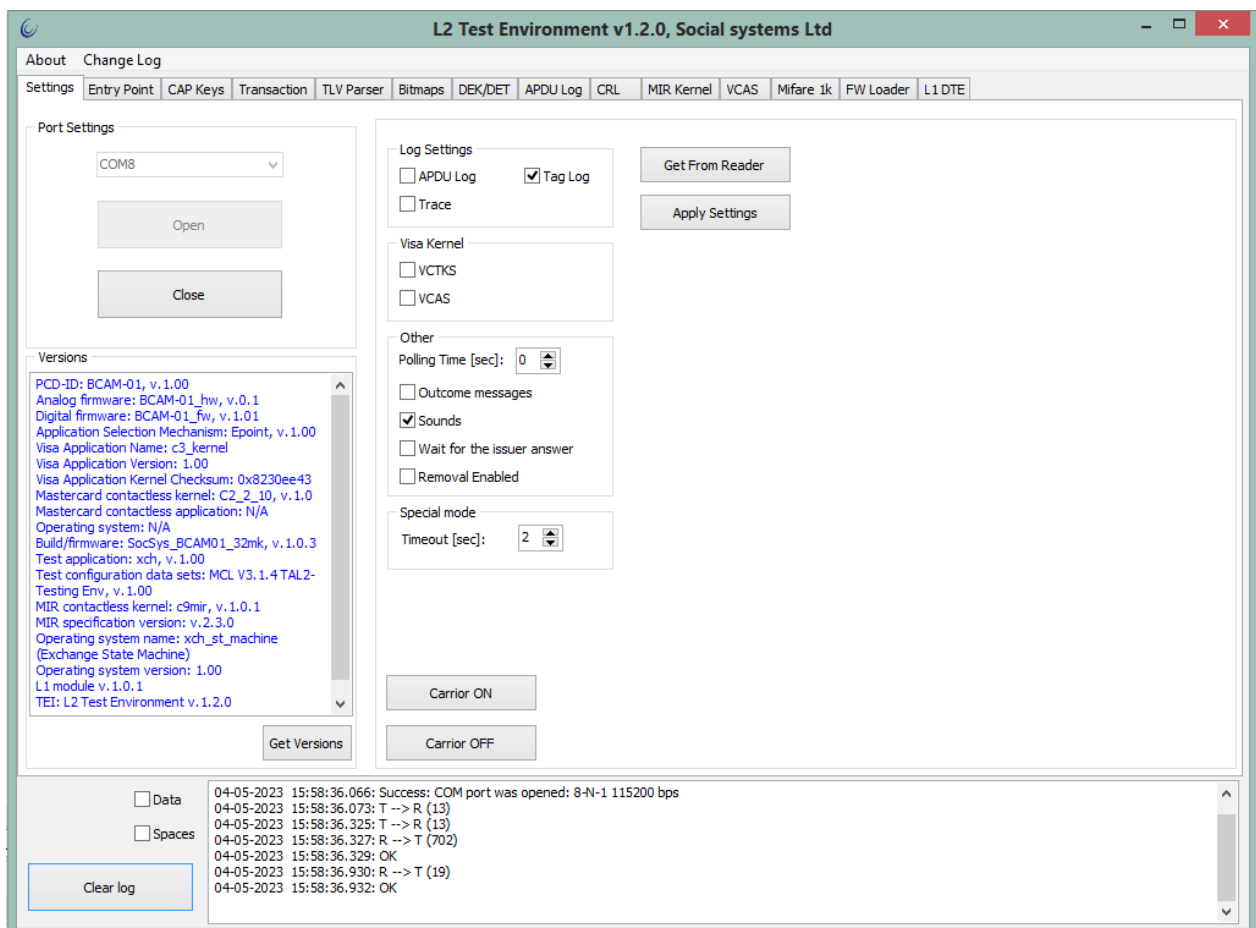 L2 Test Environment v1.2.0, Social systems Ltd
About Change Log
Settings Entry Point CAP Keys Transaction TLV Parser Bitmaps DEK/DET APDU Log CRL MIR Kernel VCAS Mifare 1k FW Loader L1 DTE
Port Settings
COM8
Open
Close
Versions
PCD-ID: BCAM-01, v.1.00
Analog firmware: BCAM-01_hw, v.0.1
Digital firmware: BCAM-01_fw, v.1.01
Application Selection Mechanism: Epoint, v.1.00
Visa Application Name: c3_kernel
Visa Application Version: 1.00
Visa Application Kernel Checksum: 0x8230ee43
Mastercard contactless kernel: C2_2_10, v.1.0
Mastercard contactless application: N/A
Operating system: N/A
Build/firmware: SocSys_BCAM01_32mk, v.1.0.3
Test application: xch, v.1.00
Test configuration data sets: MCL V3.1.4 TAL2-
Testing Env, v.1.00
MIR contactless kernel: c9mir, v.1.0.1
MIR specification version: v.2.3.0
Operating system name: xch_st_machine
(Exchange State Machine)
Operating system version: 1.00
L1 module v.1.0.1
TEI: L2 Test Environment v.1.2.0
Get Versions
Log Settings
APDU Log Tag Log
Trace
Visa Kernel
VCTKS
VCAS
Other
Polling Time [sec]: 0
Outcome messages
Sounds
Wait for the issuer answer
Removal Enabled
Special mode
Timeout [sec]: 2
Carrior ON
Carrior OFF
Get From Reader
Apply Settings
Data
Spaces
Clear log
04-05-2023 15:58:36.066: Success: COM port was opened: 8-N-1 115200 bps
04-05-2023 15:58:36.073: T --> R (13)
04-05-2023 15:58:36.325: T --> R (13)
04-05-2023 15:58:36.327: R --> T (702)
04-05-2023 15:58:36.329: OK
04-05-2023 15:58:36.930: R --> T (19)
04-05-2023 15:58:36.932: OK